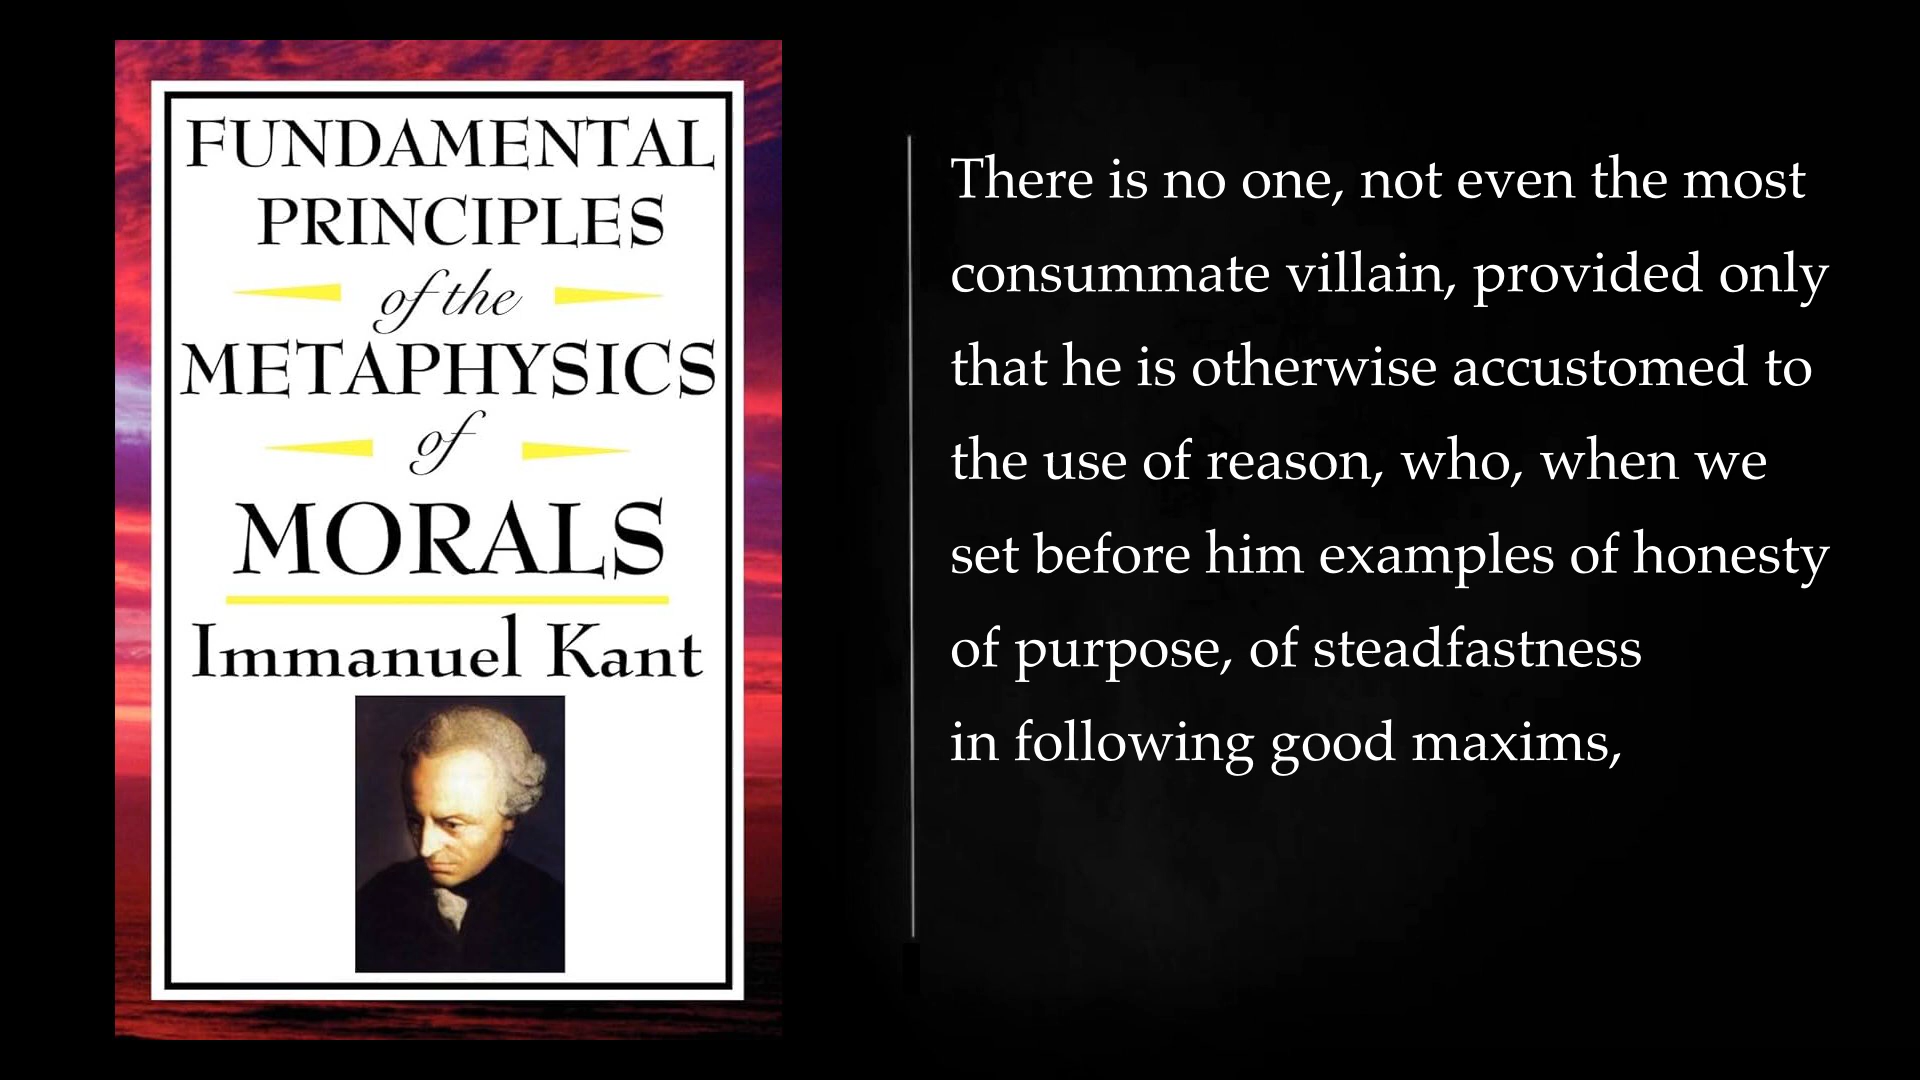 FUNDAMENTAL
PRINCIPLES
of the
METAPHYSICS
of
MORALS
Immanuel Kant
There is no one, not even the most
consummate villain, provided only
that he is otherwise accustomed to
the use of reason, who, when we
set before him examples of honesty
of purpose, of steadfastness
in following good maxims,